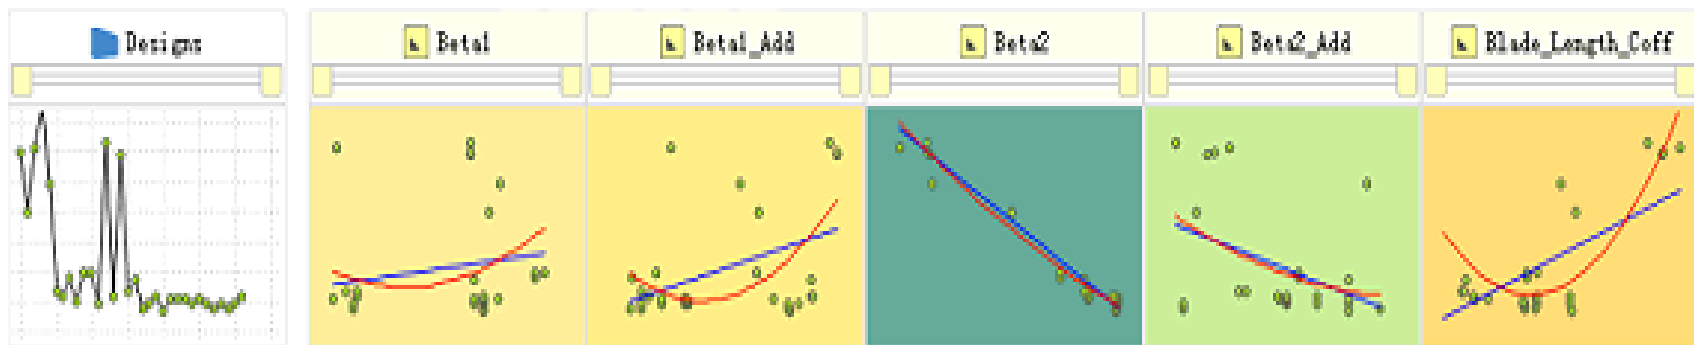 Designs
Beta1
Beta1_Add
Beta2
Beta2_Add
Blade_Length_Coff